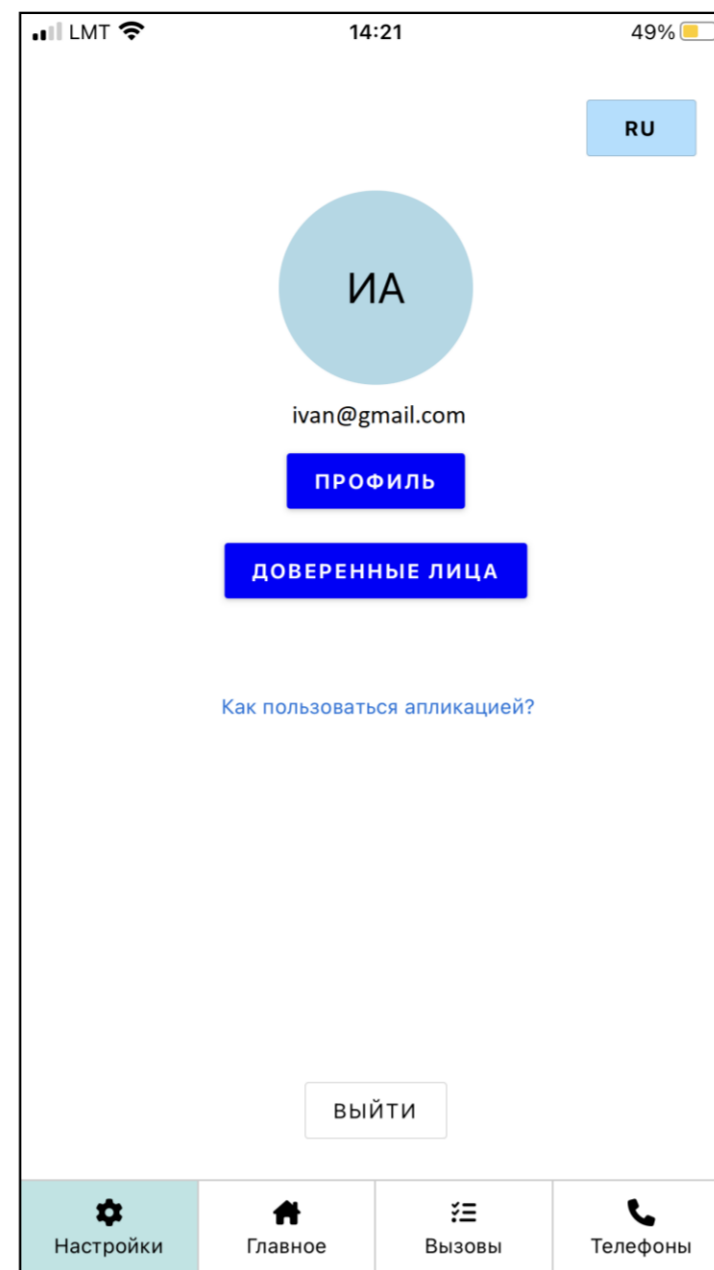 LMT 14:21 49%
RU
ИА
ivan@gmail.com
ПРОФИЛЬ
ДОВЕРЕННЫЕ ЛИЦА
Как пользоваться апликацией?
ВЫЙТИ
Настройки Главное Вызовы Телефоны